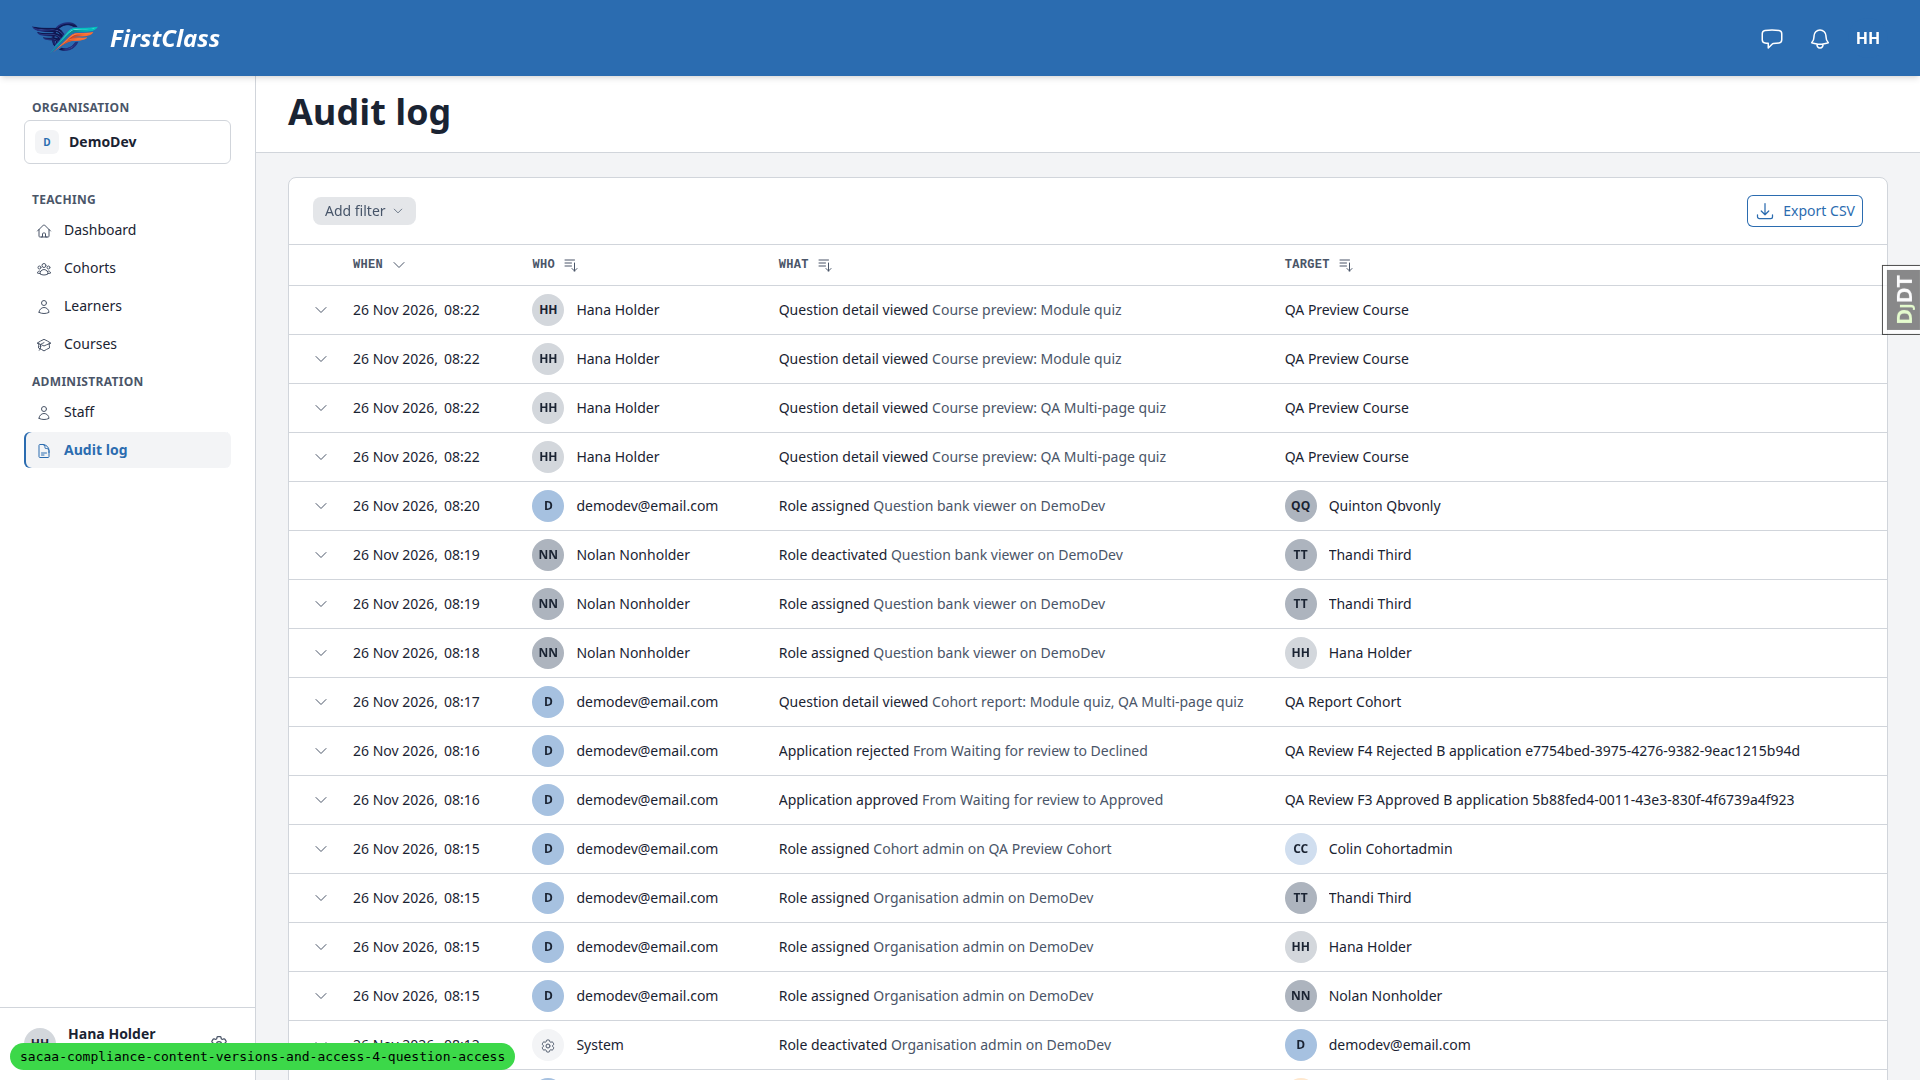 FirstClass
HH
ORGANISATION
D DemoDev
TEACHING
Dashboard
Cohorts
Learners
Courses
ADMINISTRATION
Staff
Audit log
Audit log
Add filter
Export CSV
WHEN WHO WHAT TARGET
26 Nov 2026, 08:22 HH Hana Holder Question detail viewed Course preview: Module quiz QA Preview Course
26 Nov 2026, 08:22 HH Hana Holder Question detail viewed Course preview: Module quiz QA Preview Course
26 Nov 2026, 08:22 HH Hana Holder Question detail viewed Course preview: QA Multi-page quiz QA Preview Course
26 Nov 2026, 08:22 HH Hana Holder Question detail viewed Course preview: QA Multi-page quiz QA Preview Course
26 Nov 2026, 08:20 D demodev@email.com Role assigned Question bank viewer on DemoDev QQ Quinton Qbvonly
26 Nov 2026, 08:19 NN Nolan Nonholder Role deactivated Question bank viewer on DemoDev TT Thandi Third
26 Nov 2026, 08:19 NN Nolan Nonholder Role assigned Question bank viewer on DemoDev TT Thandi Third
26 Nov 2026, 08:18 NN Nolan Nonholder Role assigned Question bank viewer on DemoDev HH Hana Holder
26 Nov 2026, 08:17 D demodev@email.com Question detail viewed Cohort report: Module quiz, QA Multi-page quiz QA Report Cohort
26 Nov 2026, 08:16 D demodev@email.com Application rejected From Waiting for review to Declined QA Review F4 Rejected B application e7754bed-3975-4276-9382-9eac1215b94d
26 Nov 2026, 08:16 D demodev@email.com Application approved From Waiting for review to Approved QA Review F3 Approved B application 5b88fed4-0011-43e3-830f-4f6739a4f923
26 Nov 2026, 08:15 D demodev@email.com Role assigned Cohort admin on QA Preview Cohort CC Colin Cohortadmin
26 Nov 2026, 08:15 D demodev@email.com Role assigned Organisation admin on DemoDev TT Thandi Third
26 Nov 2026, 08:15 D demodev@email.com Role assigned Organisation admin on DemoDev HH Hana Holder
26 Nov 2026, 08:15 D demodev@email.com Role assigned Organisation admin on DemoDev NN Nolan Nonholder
System Role deactivated Organisation admin on DemoDev D demodev@email.com
Hana Holder
sacaa-compliance-content-versions-and-access-4-question-access
DjDT